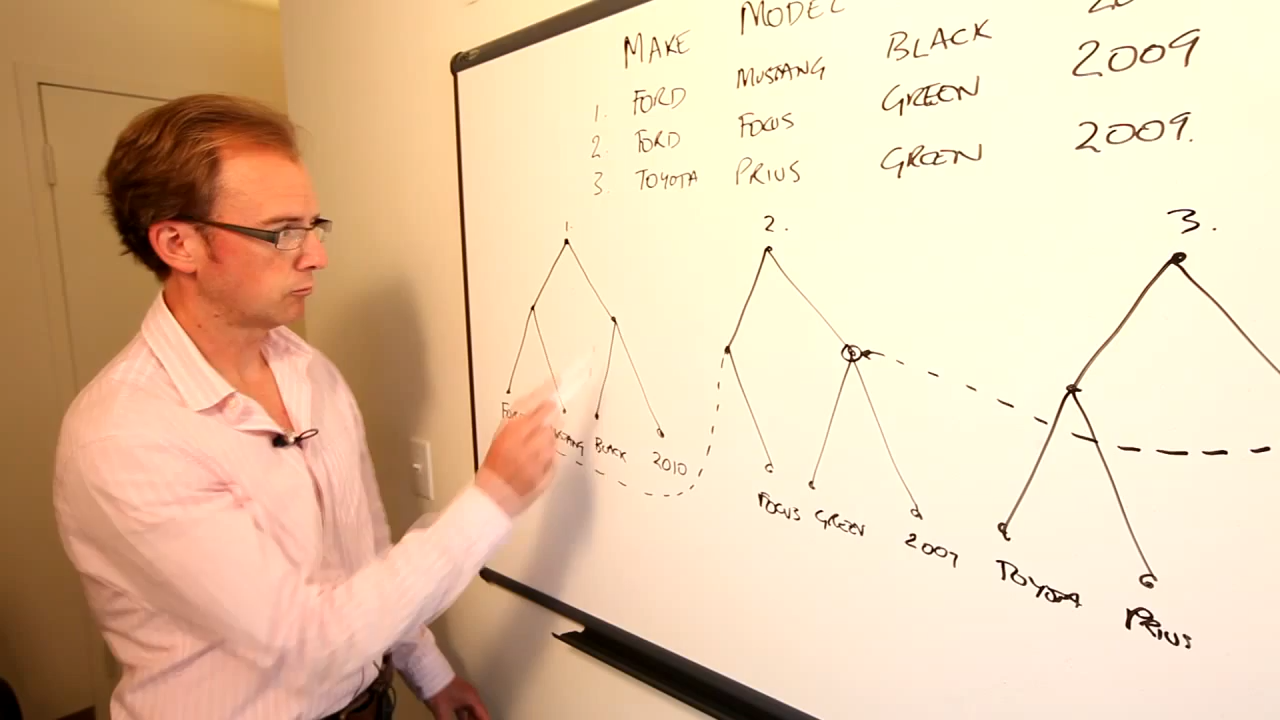 MAKE MODEL
1. FORD MUSTANG BLACK
2. FORD FOCUS GREEN 2009
3. TOYOTA PRIUS GREEN 2009.
1.
2.
3.
BLACK
2010
FOCUS
GREEN
2009
TOYOTA
PRIUS